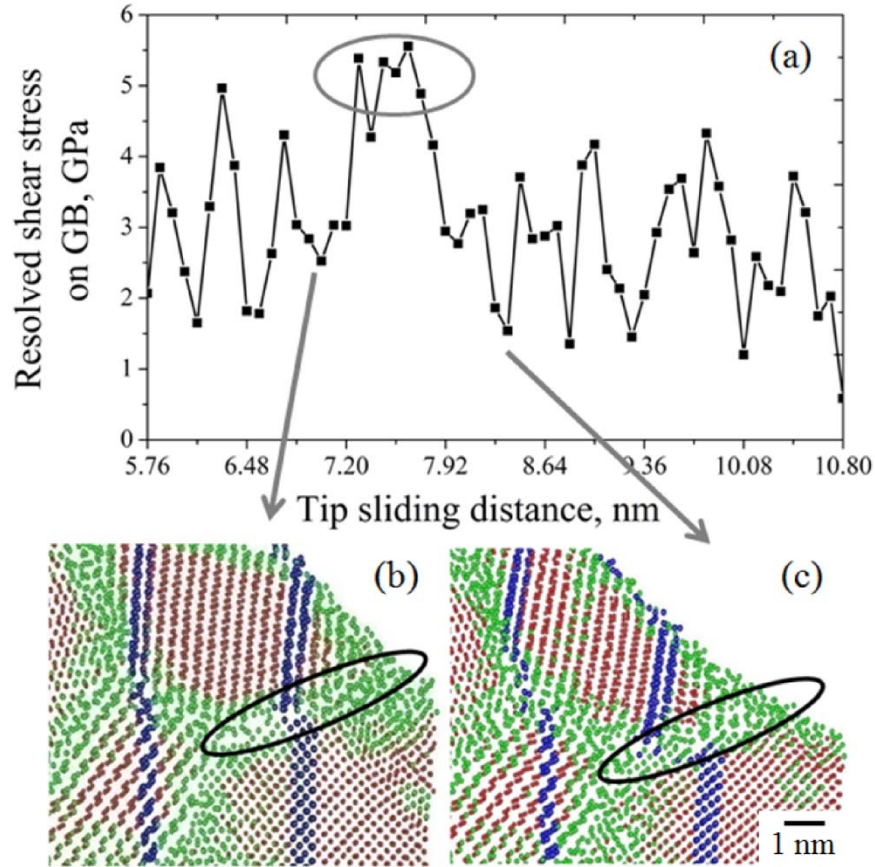 (a)
Resolved shear stress
on GB, GPa
6
5
4
3
2
1
0
5.76 6.48 7.20 7.92 8.64 9.36 10.08 10.80
Tip sliding distance, nm
(b)
(c)
1 nm